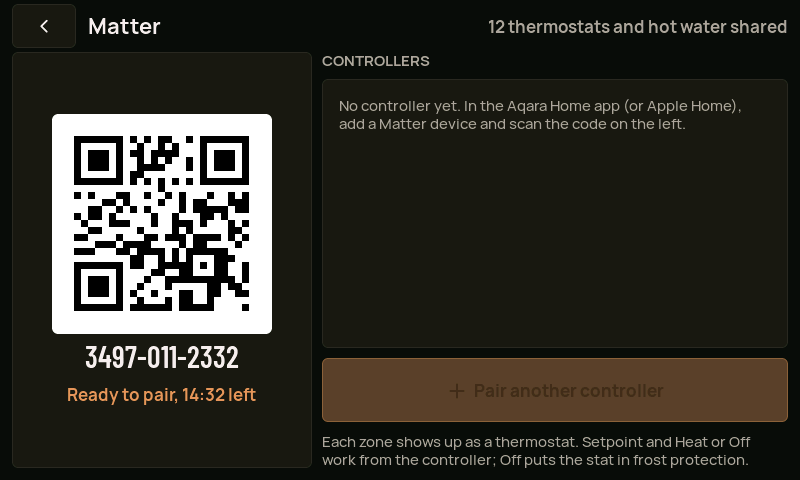 Matter
12 thermostats and hot water shared
3497-011-2332
Ready to pair, 14:32 left
CONTROLLERS
No controller yet. In the Aqara Home app (or Apple Home),
add a Matter device and scan the code on the left.
+ Pair another controller
Each zone shows up as a thermostat. Setpoint and Heat or Off
work from the controller; Off puts the stat in frost protection.